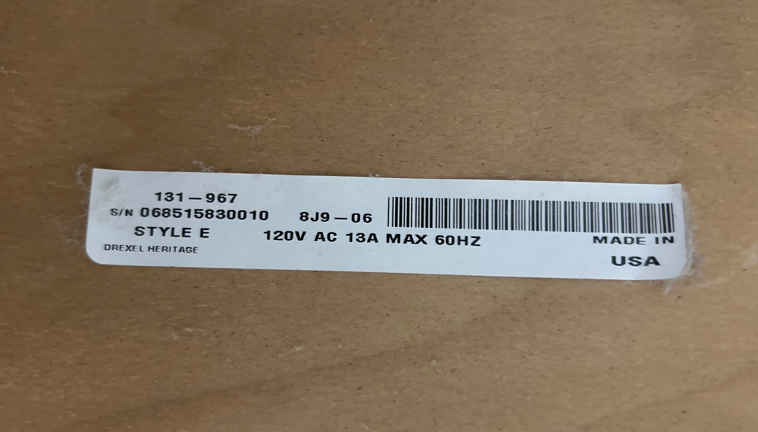 131-967
S/N 068515830010 8J9-06
STYLE E 120V AC 13A MAX 60HZ MADE IN
DREXEL HERITAGE USA